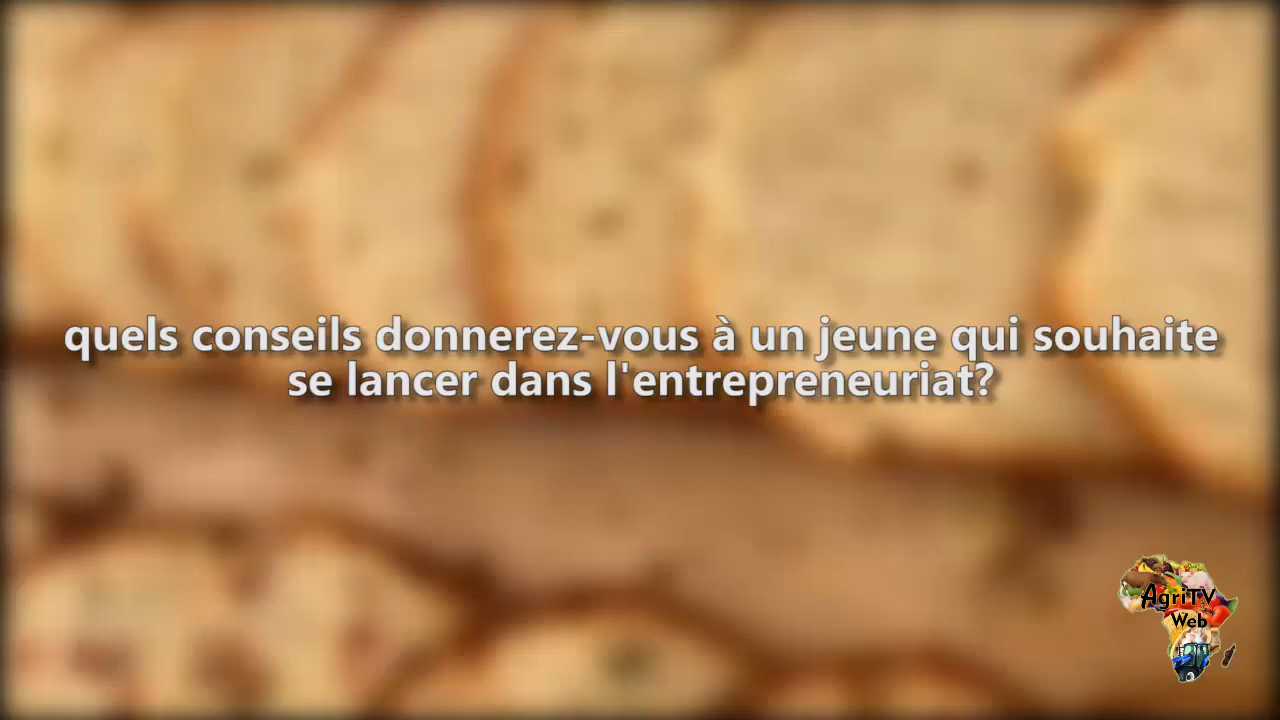 quels conseils donnerez-vous à un jeune qui souhaite
se lancer dans l'entrepreneuriat?
AgriTV
Web